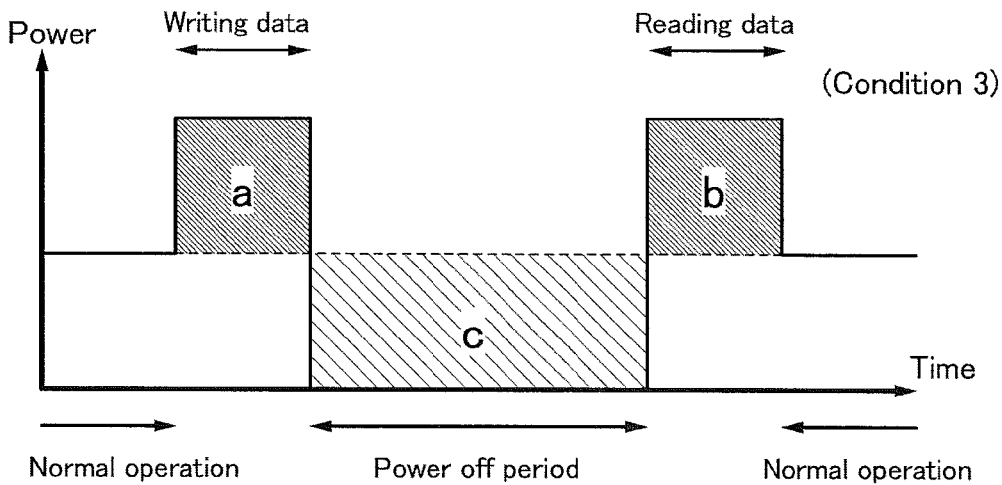 Writing data
Reading data
Power
(Condition 3)
a
b
c
Time
Normal operation
Power off period
Normal operation